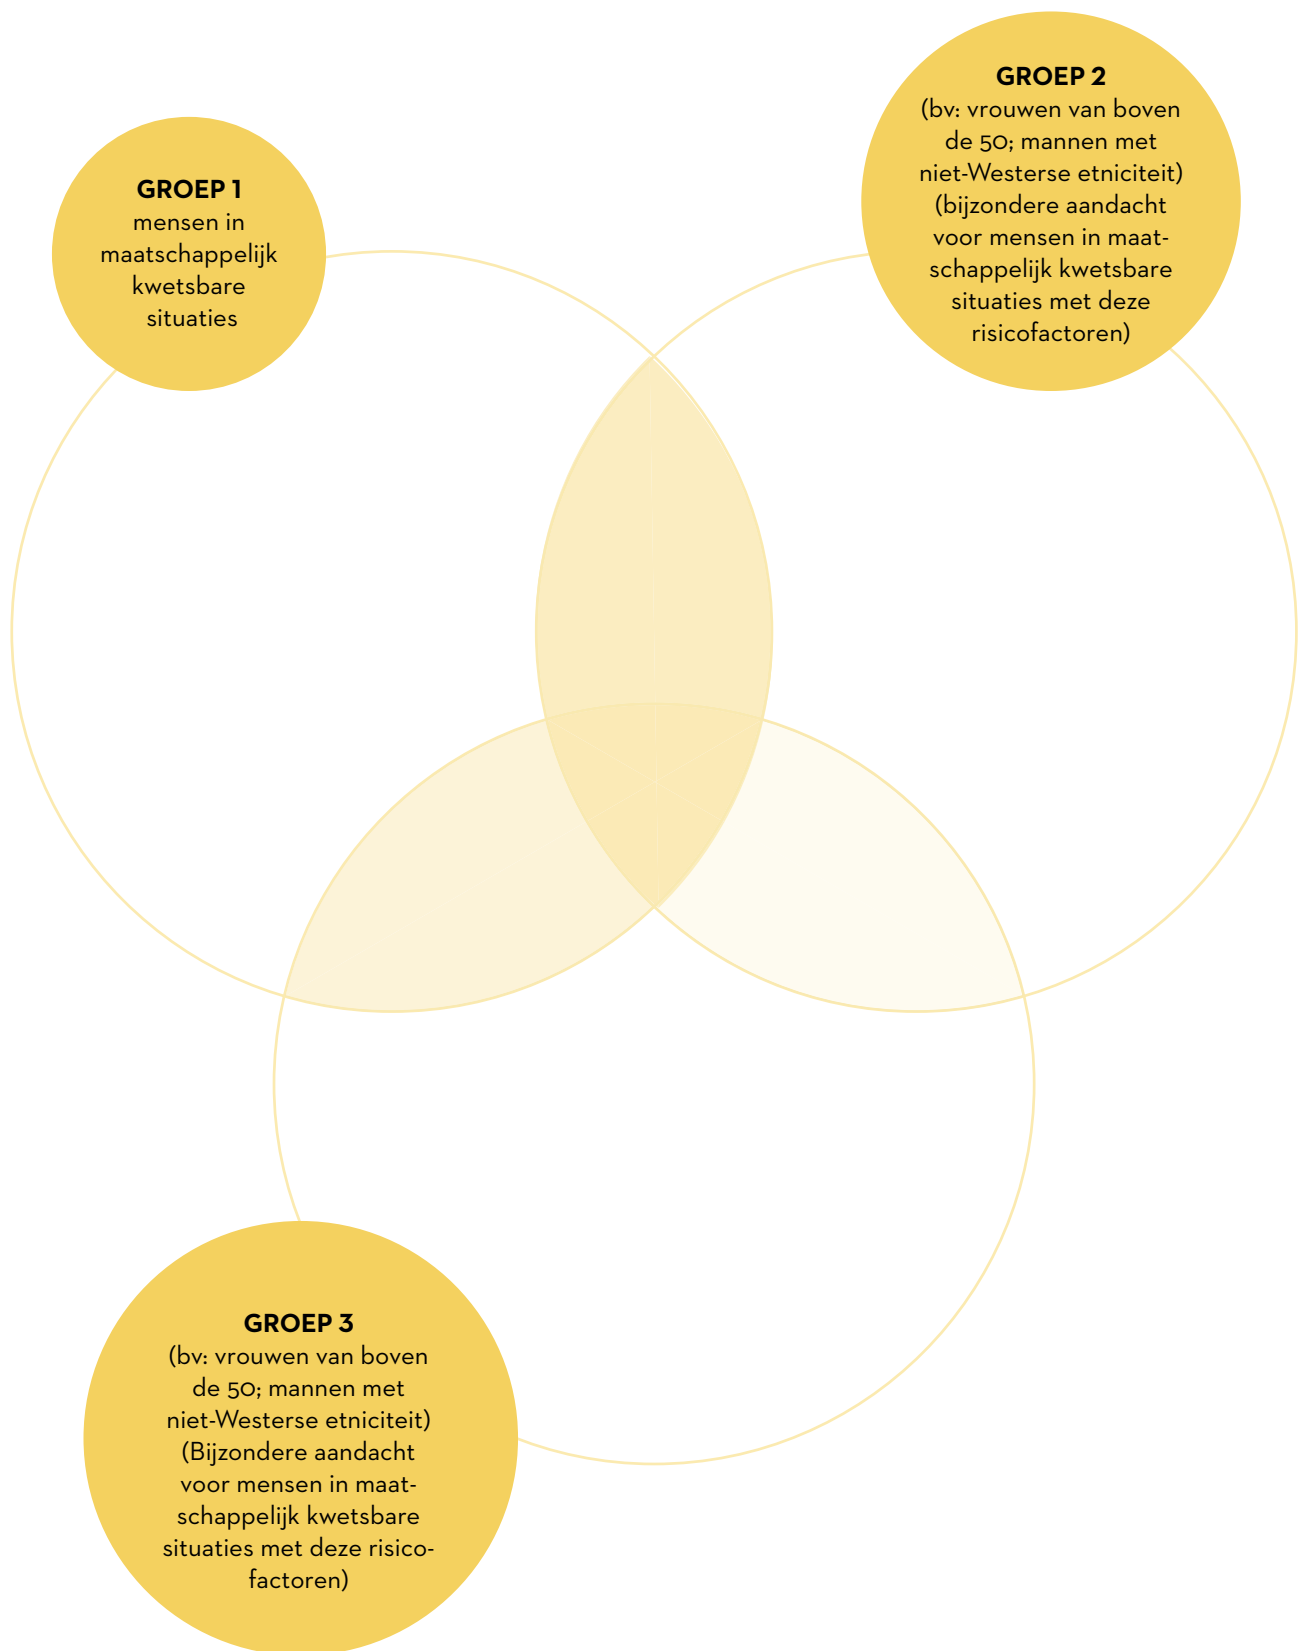 GROEP 1
mensen in
maatschappelijk
kwetsbare
situaties
GROEP 2
(bv: vrouwen van boven
de 50; mannen met
niet-Westerse etniciteit)
(bijzondere aandacht
voor mensen in maat-
schappelijk kwetsbare
situaties met deze
risicofactoren)
GROEP 3
(bv: vrouwen van boven
de 50; mannen met
niet-Westerse etniciteit)
(Bijzondere aandacht
voor mensen in maat-
schappelijk kwetsbare
situaties met deze risico-
factoren)